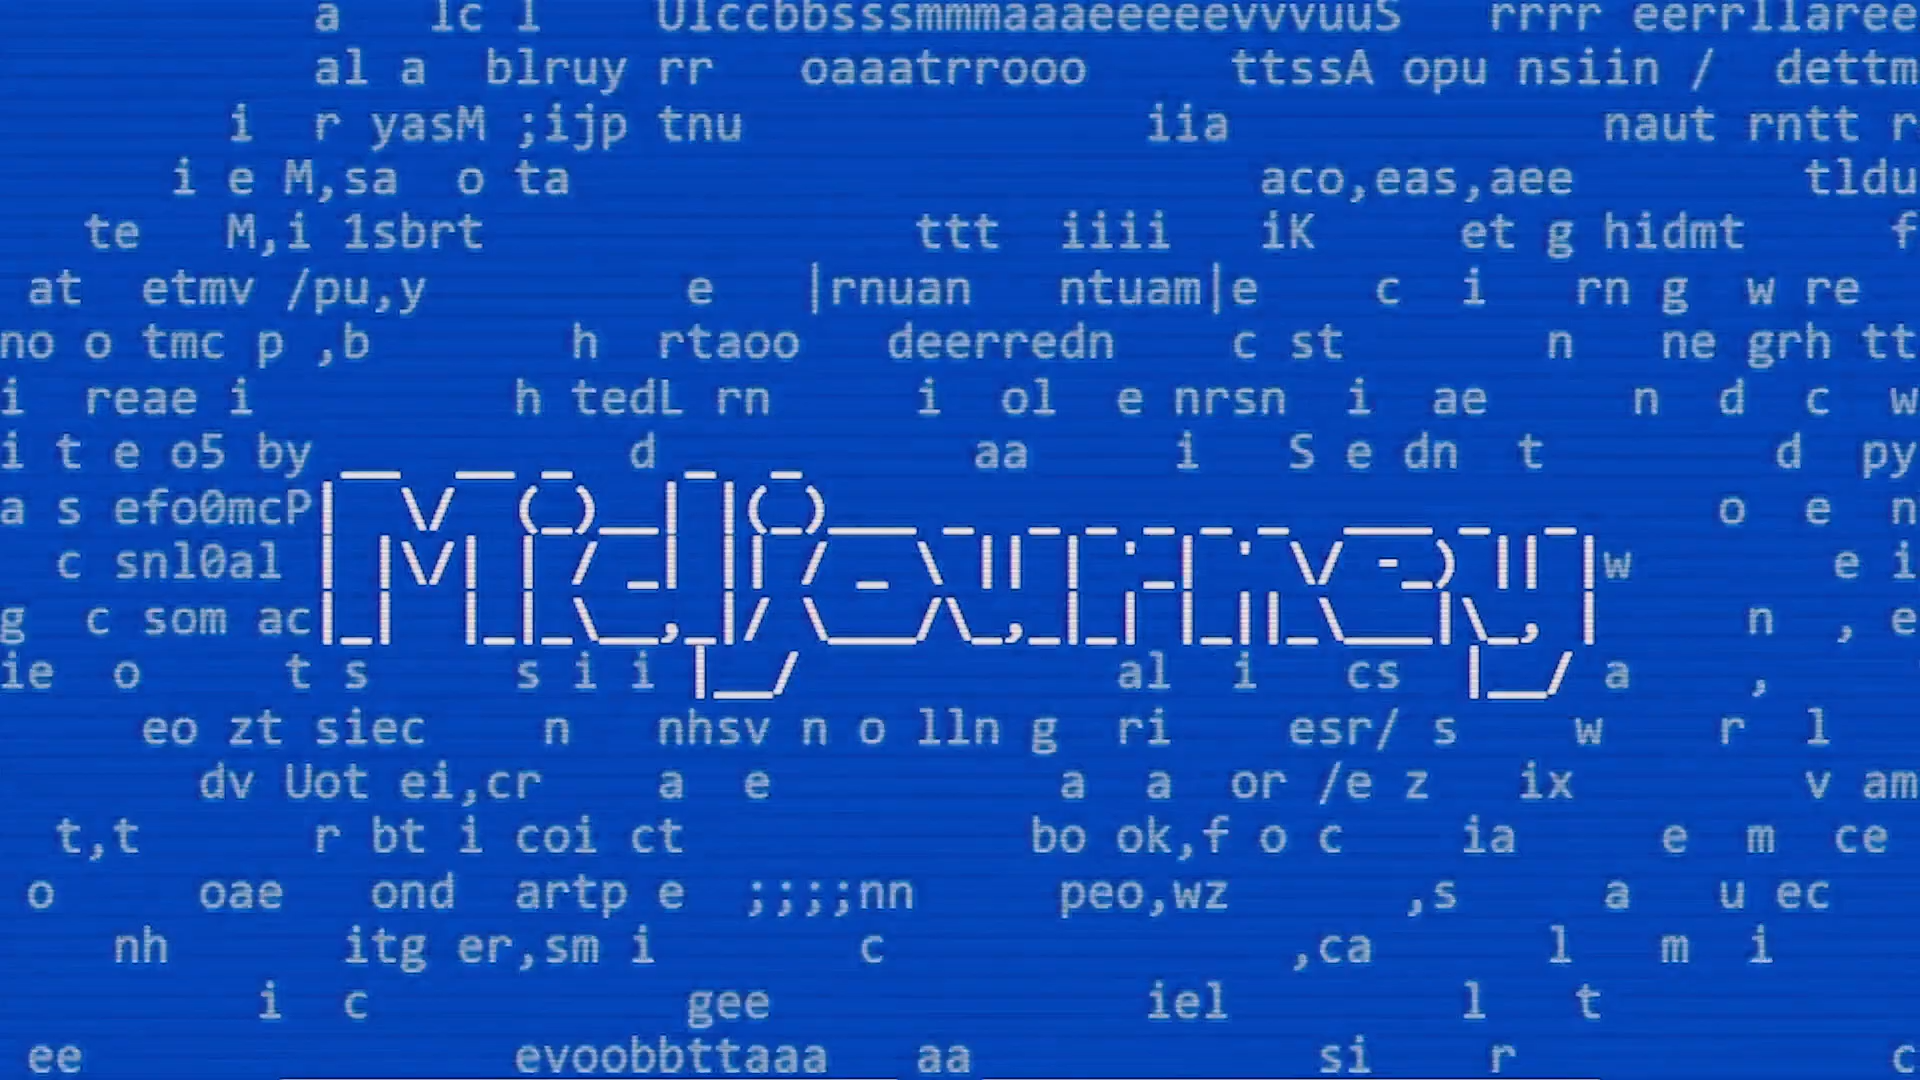 a lc l UlccbbsssmmmaaaeeeeevvvuuS rrrr eerrllaree
al a blruy rr oaaatrrooo ttssA opu nsiin / dettm
i r yasM ;ijp tnu iia naut rntt r
i e M,sa o ta aco,eas,aee tldu
te M,i 1sbrt ttt iiii iK et g hidmt f
at etmv /pu,y e |rnuan ntuam|e c i rn g w re
no o tmc p ,b h rtaoo deerredn c st n ne grh tt
i reae i h tedL rn i ol e nrsn i ae n d c w
i t e o5 by d aa i S e dn t d py
a s efo0mcP o e n
Midjourney
c snl0al w e i
g c som ac n , e
ie o t s s i i al i cs a ,
eo zt siec n nhsv n o lln g ri esr/ s w r l
dv Uot ei,cr a e a a or /e z ix v am
t,t r bt i coi ct bo ok,f o c ia e m ce
o oae ond artp e ;;;;nn peo,wz ,s a u ec
nh itg er,sm i c ,ca l m i
i c gee iel l t
ee evoobbttaaa aa si r c